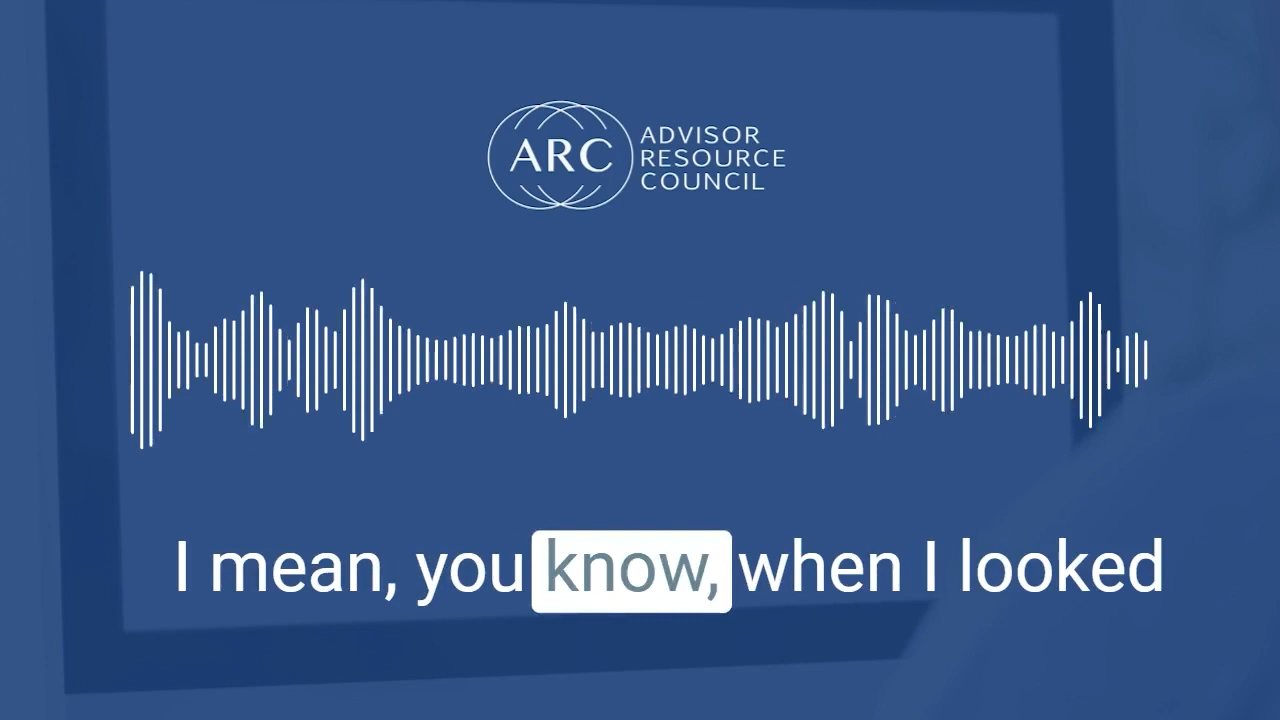 ARC
ADVISOR
RESOURCE
COUNCIL
I mean, you know, when I looked